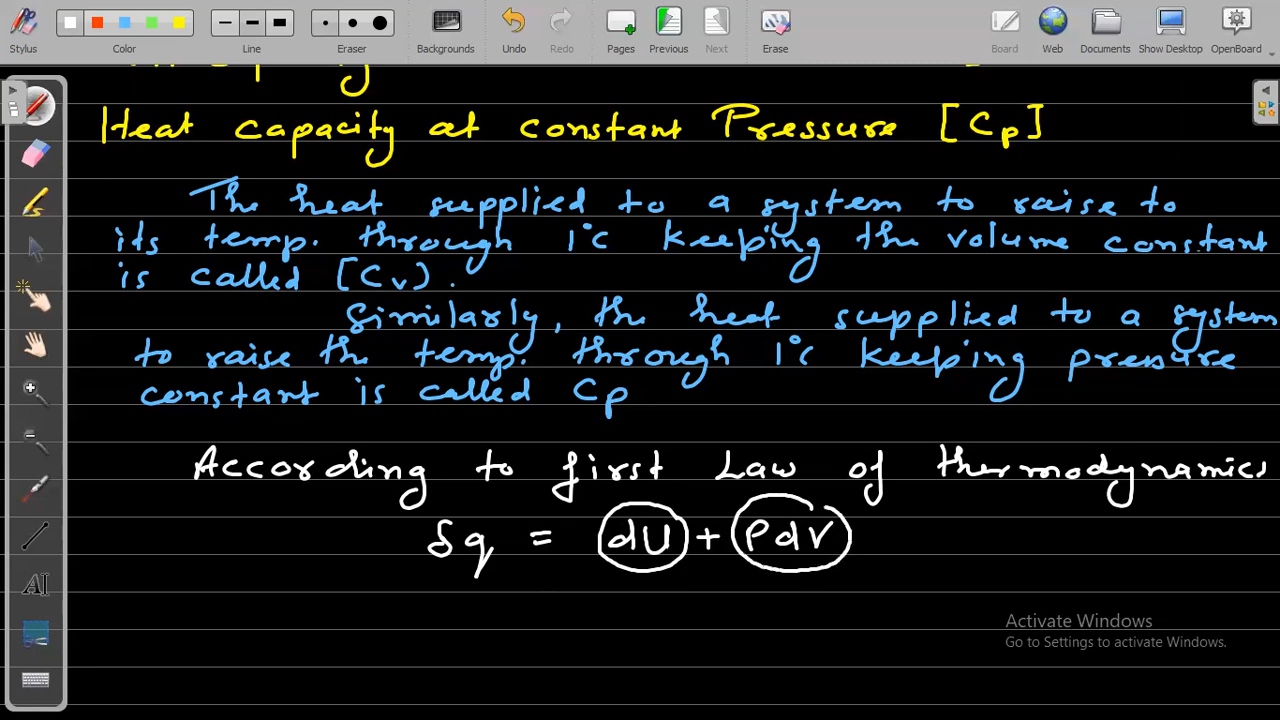 Stylus
Color
Line
Eraser
Backgrounds
Undo
Redo
Pages
Previous
Next
Erase
Board
Web
Documents
Show Desktop
OpenBoard
Heat capacity at constant Pressure [Cp]
The heat supplied to a system to raise to
its temp. through 1°c keeping the volume constant
is called [Cv).
Similarly, the heat supplied to a system
to raise the temp. through 1°c keeping pressure
constant is called Cp
According to first Law of thermodynamics
δq = dU + PdV
Activate Windows
Go to Settings to activate Windows.
AI